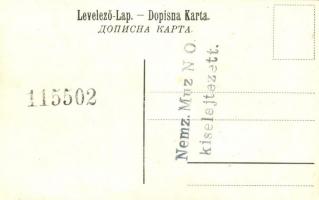 Levelező-Lap. — Dopisna Karta.
ДОПИСНА КАРТА.
115502
Nemz. Muz N O.
kiselejtezett.